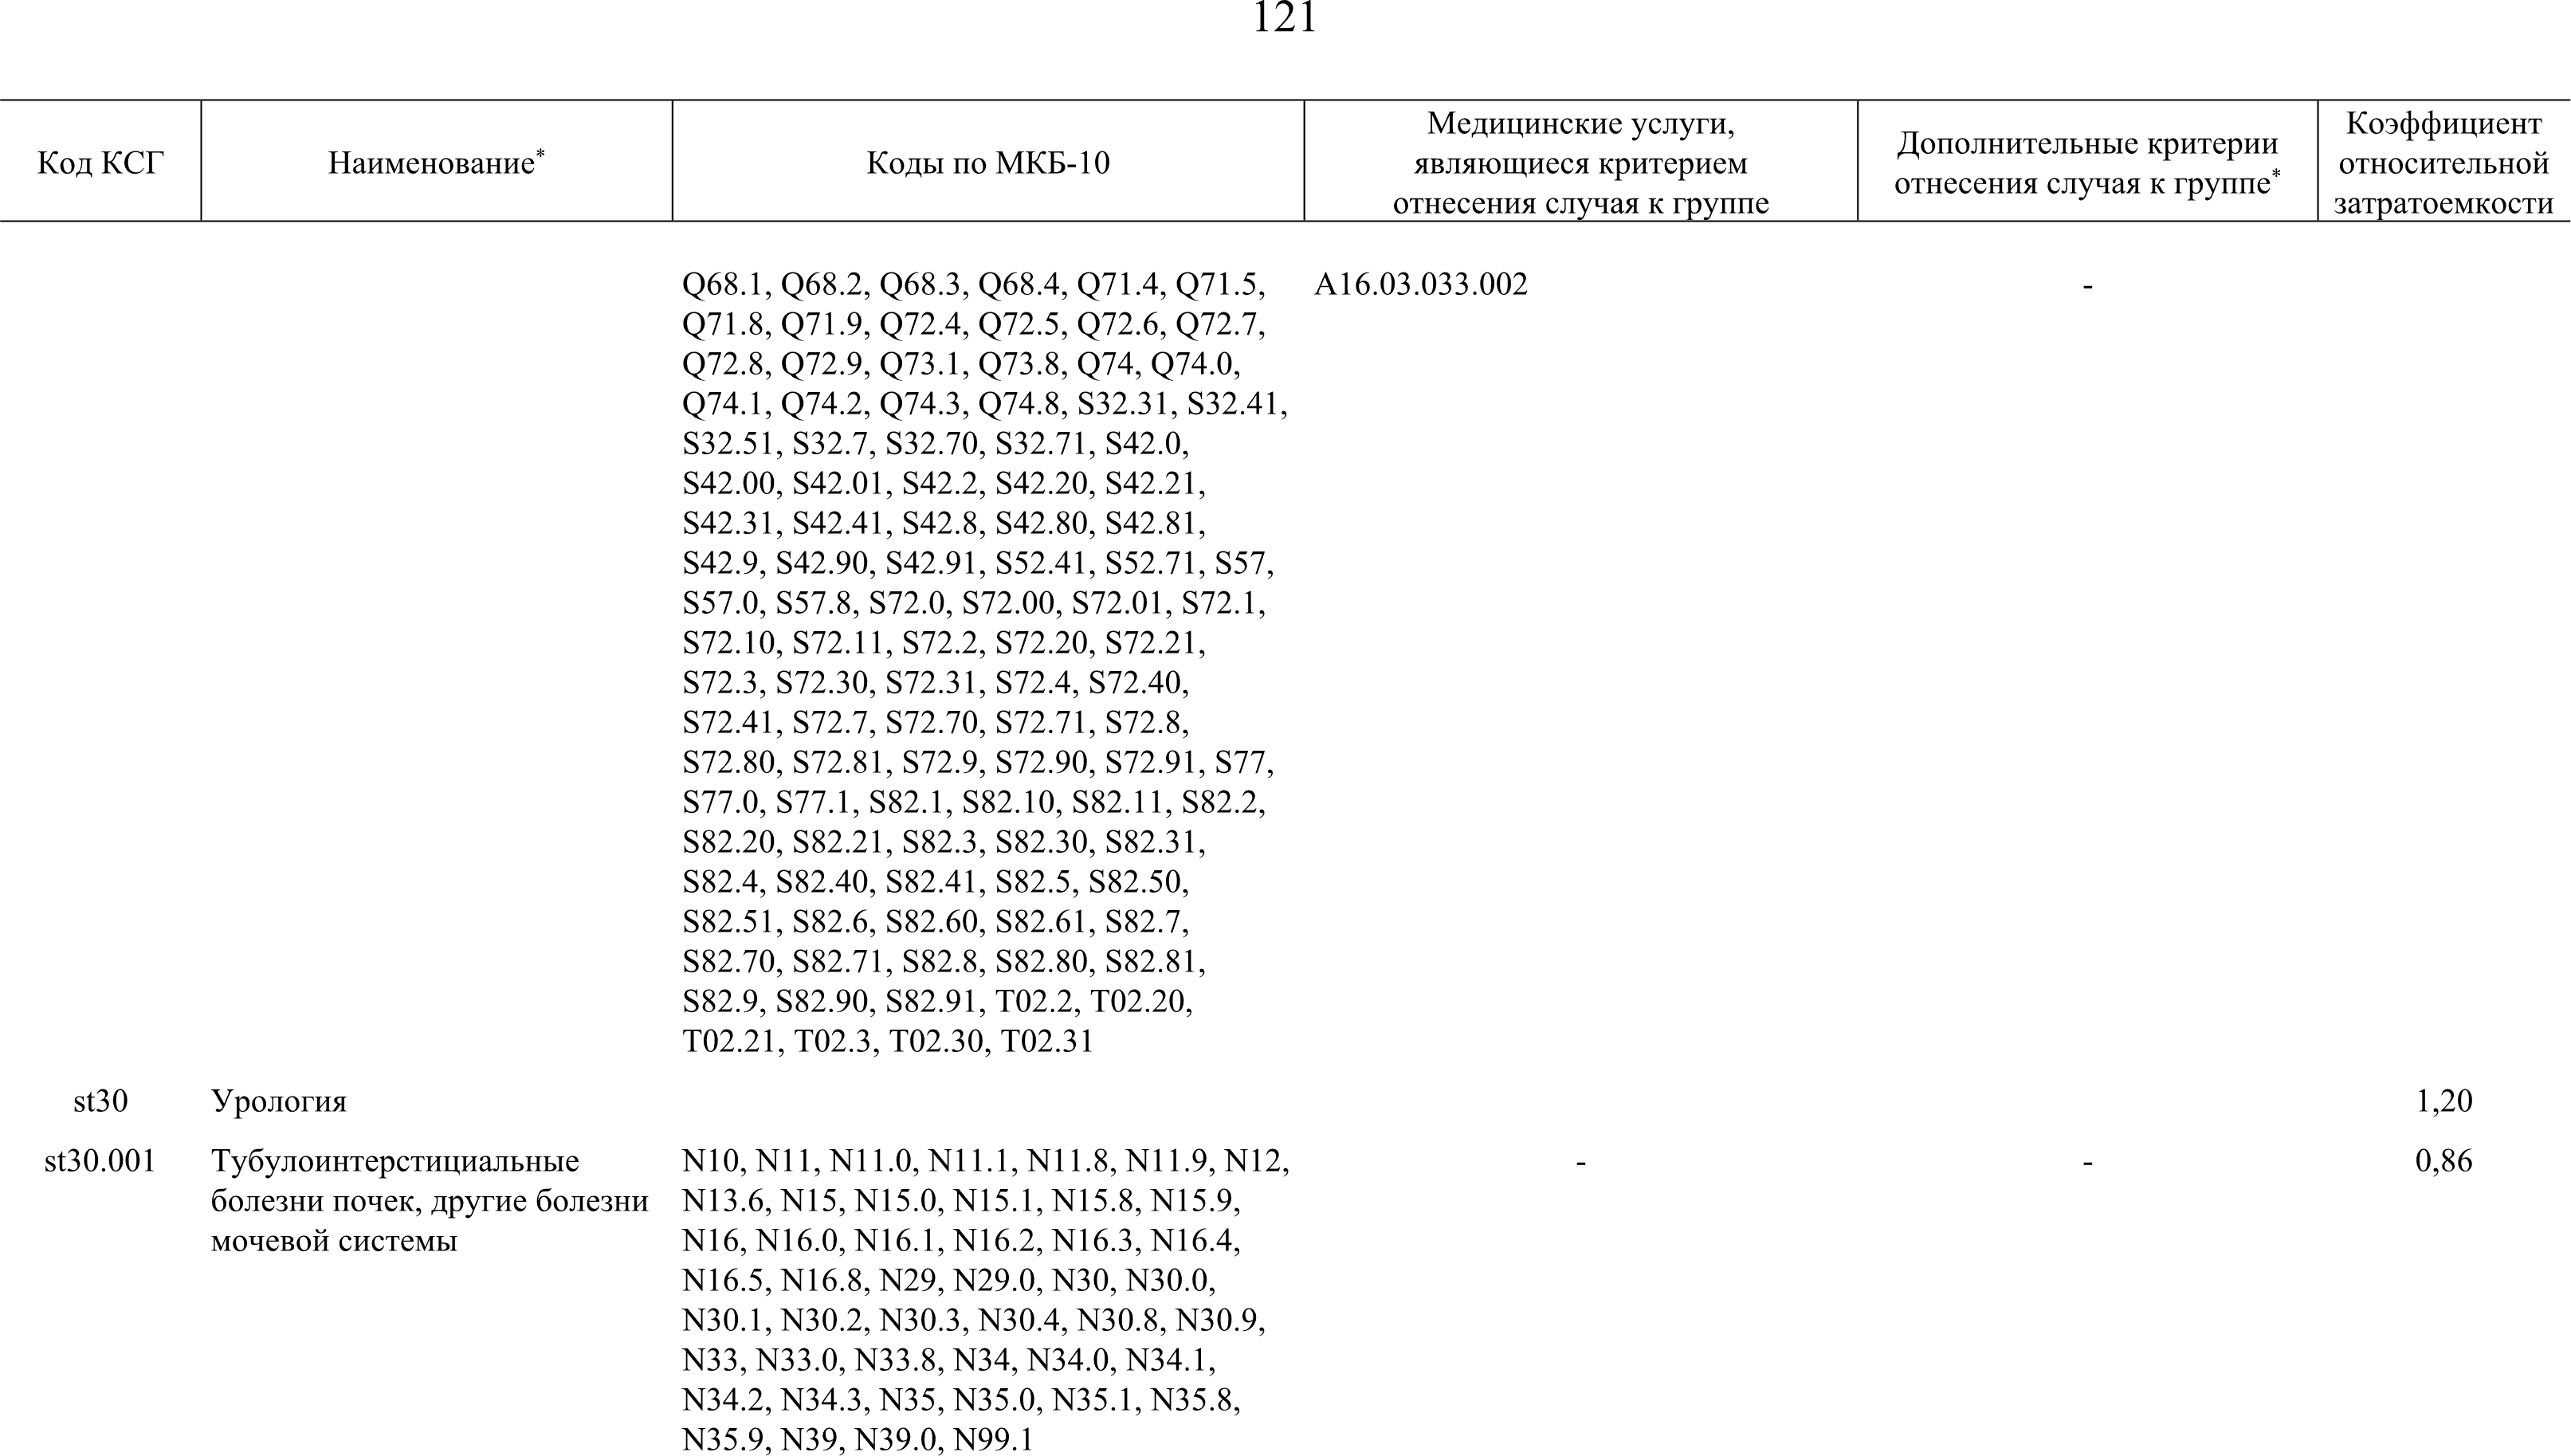 121
Код КСГ
Наименование*
Коды по МКБ-10
Медицинские услуги,
являющиеся критерием
отнесения случая к группе
Дополнительные критерии
отнесения случая к группе*
Коэффициент
относительной
затратоемкости
Q68.1, Q68.2, Q68.3, Q68.4, Q71.4, Q71.5, A16.03.033.002 -
Q71.8, Q71.9, Q72.4, Q72.5, Q72.6, Q72.7,
Q72.8, Q72.9, Q73.1, Q73.8, Q74, Q74.0,
Q74.1, Q74.2, Q74.3, Q74.8, S32.31, S32.41,
S32.51, S32.7, S32.70, S32.71, S42.0,
S42.00, S42.01, S42.2, S42.20, S42.21,
S42.31, S42.41, S42.8, S42.80, S42.81,
S42.9, S42.90, S42.91, S52.41, S52.71, S57,
S57.0, S57.8, S72.0, S72.00, S72.01, S72.1,
S72.10, S72.11, S72.2, S72.20, S72.21,
S72.3, S72.30, S72.31, S72.4, S72.40,
S72.41, S72.7, S72.70, S72.71, S72.8,
S72.80, S72.81, S72.9, S72.90, S72.91, S77,
S77.0, S77.1, S82.1, S82.10, S82.11, S82.2,
S82.20, S82.21, S82.3, S82.30, S82.31,
S82.4, S82.40, S82.41, S82.5, S82.50,
S82.51, S82.6, S82.60, S82.61, S82.7,
S82.70, S82.71, S82.8, S82.80, S82.81,
S82.9, S82.90, S82.91, T02.2, T02.20,
T02.21, T02.3, T02.30, T02.31
st30 Урология 1,20
st30.001 Тубулоинтерстициальные N10, N11, N11.0, N11.1, N11.8, N11.9, N12, - - 0,86
болезни почек, другие болезни N13.6, N15, N15.0, N15.1, N15.8, N15.9,
мочевой системы N16, N16.0, N16.1, N16.2, N16.3, N16.4,
N16.5, N16.8, N29, N29.0, N30, N30.0,
N30.1, N30.2, N30.3, N30.4, N30.8, N30.9,
N33, N33.0, N33.8, N34, N34.0, N34.1,
N34.2, N34.3, N35, N35.0, N35.1, N35.8,
N35.9, N39, N39.0, N99.1